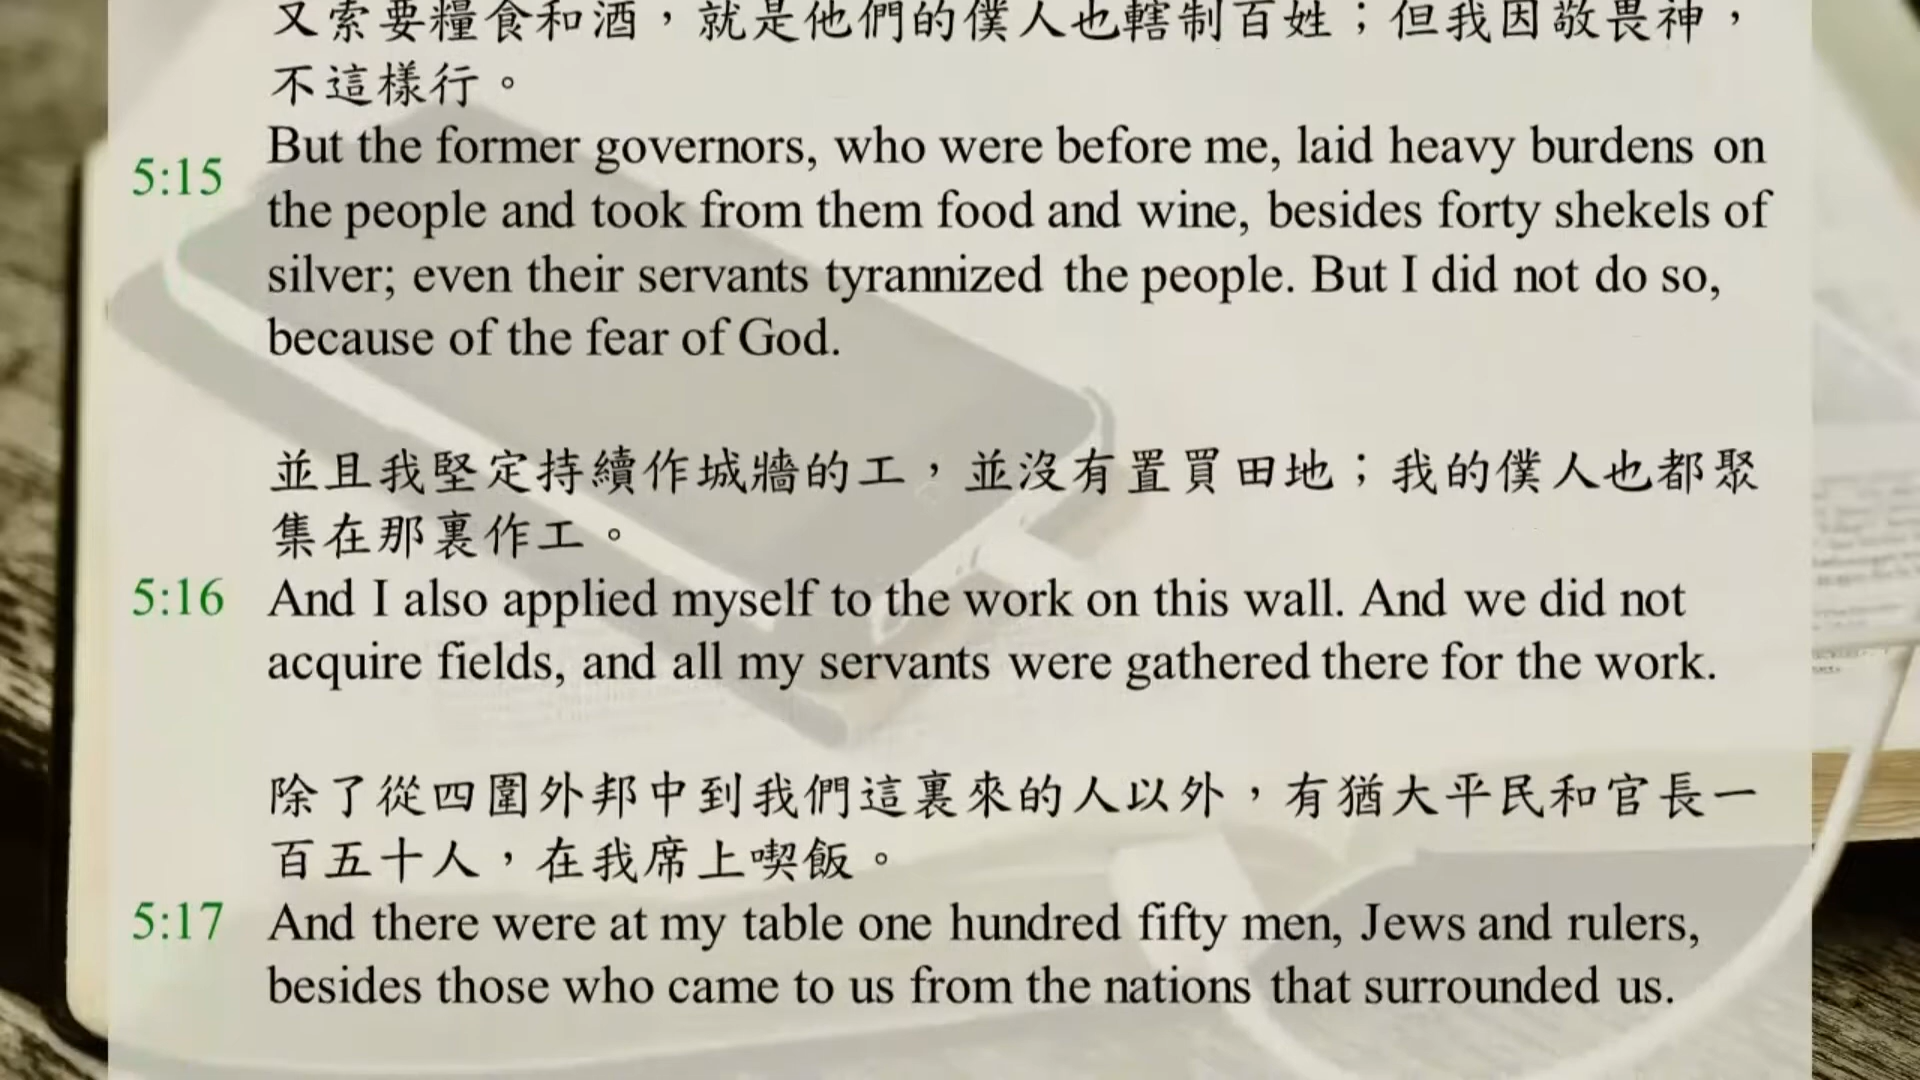 又索要糧食和酒，就是他們的僕人也轄制百姓；但我因敬畏神，
不這樣行。
5:15 But the former governors, who were before me, laid heavy burdens on
the people and took from them food and wine, besides forty shekels of
silver; even their servants tyrannized the people. But I did not do so,
because of the fear of God.
並且我堅定持續作城牆的工，並沒有置買田地；我的僕人也都聚
集在那裏作工。
5:16 And I also applied myself to the work on this wall. And we did not
acquire fields, and all my servants were gathered there for the work.
除了從四圍外邦中到我們這裏來的人以外，有猶大平民和官長一
百五十人，在我席上喫飯。
5:17 And there were at my table one hundred fifty men, Jews and rulers,
besides those who came to us from the nations that surrounded us.